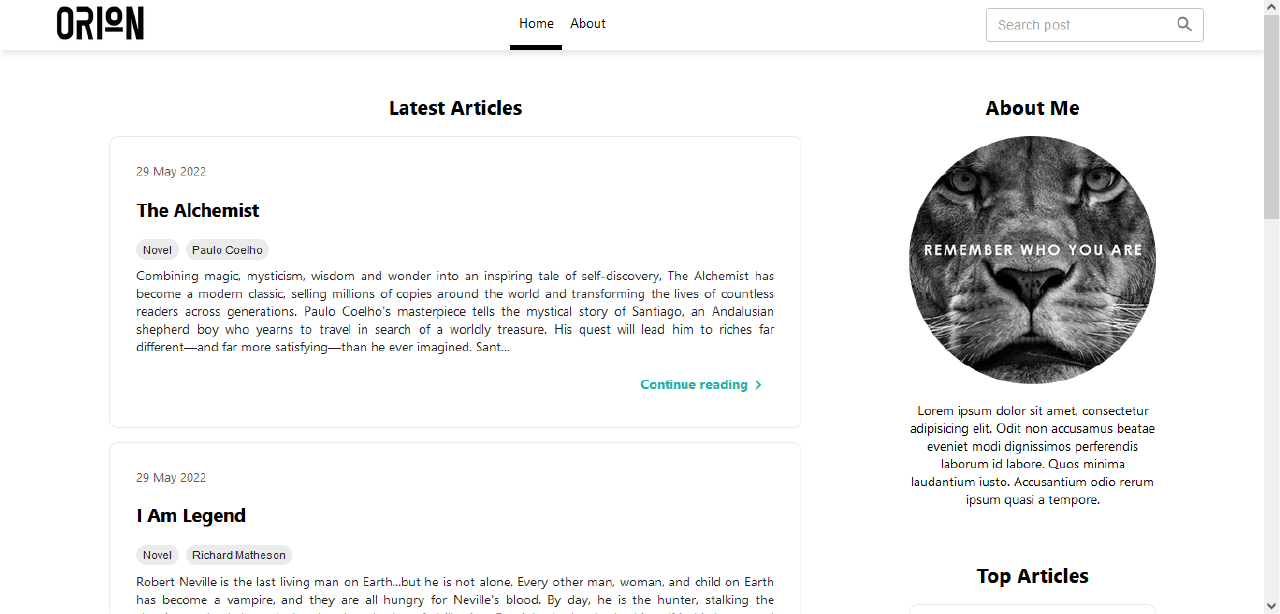 ORION
Home
About
Search post
Latest Articles
29 May 2022
The Alchemist
Novel
Paulo Coelho
Combining magic, mysticism, wisdom and wonder into an inspiring tale of self-discovery, The Alchemist has
become a modern classic, selling millions of copies around the world and transforming the lives of countless
readers across generations. Paulo Coelho's masterpiece tells the mystical story of Santiago, an Andalusian
shepherd boy who yearns to travel in search of a worldly treasure. His quest will lead him to riches far
different—and far more satisfying—than he ever imagined. Sant...
Continue reading
29 May 2022
I Am Legend
Novel
Richard Matheson
Robert Neville is the last living man on Earth...but he is not alone. Every other man, woman, and child on Earth
has become a vampire, and they are all hungry for Neville's blood. By day, he is the hunter, stalking the
About Me
REMEMBER WHO YOU ARE
Lorem ipsum dolor sit amet, consectetur
adipisicing elit. Odit non accusamus beatae
eveniet modi dignissimos perferendis
laborum id labore. Quos minima
laudantium iusto. Accusantium odio rerum
ipsum quasi a tempore.
Top Articles